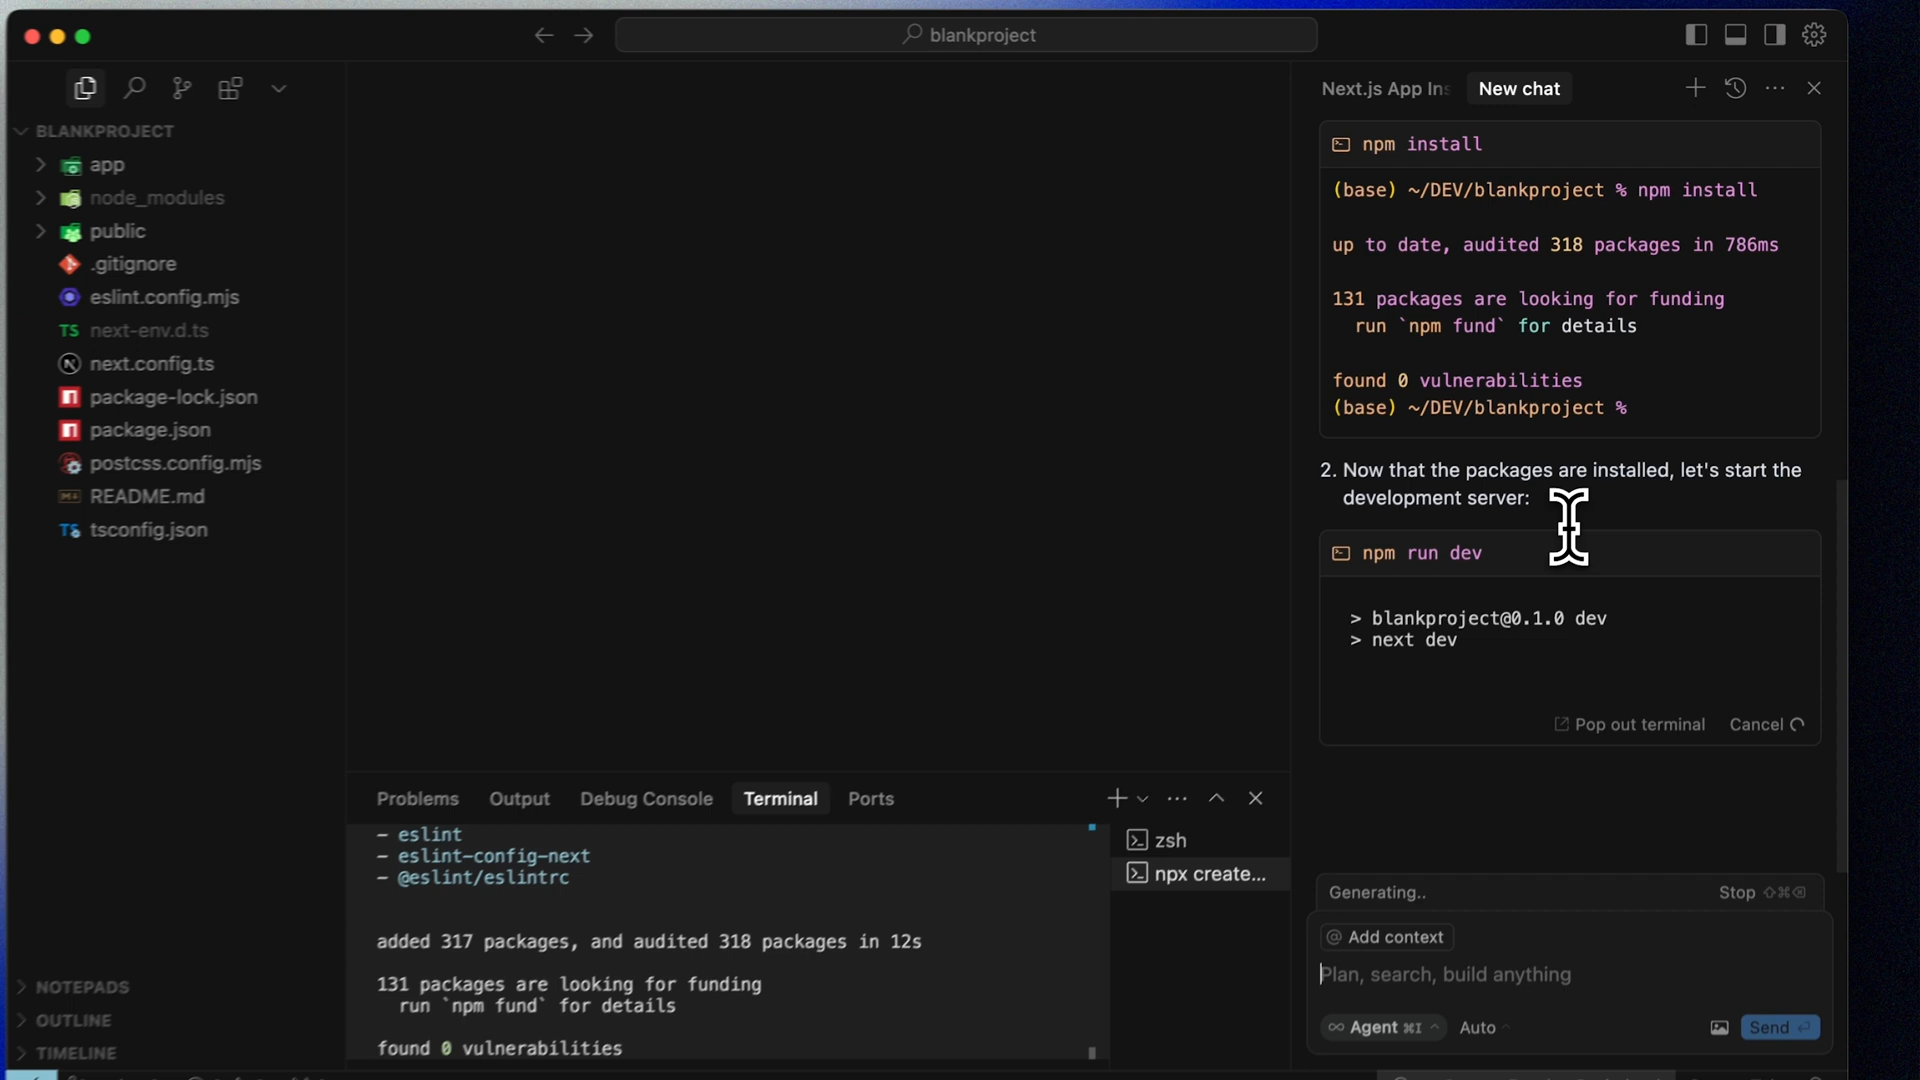 blankproject
BLANKPROJECT
app
node_modules
public
.gitignore
eslint.config.mjs
TS next-env.d.ts
next.config.ts
package-lock.json
package.json
postcss.config.mjs
README.md
TS tsconfig.json
NOTEPADS
OUTLINE
TIMELINE
Problems Output Debug Console Terminal Ports
– eslint
– eslint-config-next
– @eslint/eslintrc
added 317 packages, and audited 318 packages in 12s
131 packages are looking for funding
run `npm fund` for details
found 0 vulnerabilities
zsh
npx create...
Next.js App Ins New chat
npm install
(base) ~/DEV/blankproject % npm install
up to date, audited 318 packages in 786ms
131 packages are looking for funding
run `npm fund` for details
found 0 vulnerabilities
(base) ~/DEV/blankproject %
2. Now that the packages are installed, let's start the
development server:
npm run dev
> blankproject@0.1.0 dev
> next dev
Pop out terminal Cancel
Generating.. Stop ⇧⌘⌫
@ Add context
Plan, search, build anything
∞ Agent ⌘I Auto Send